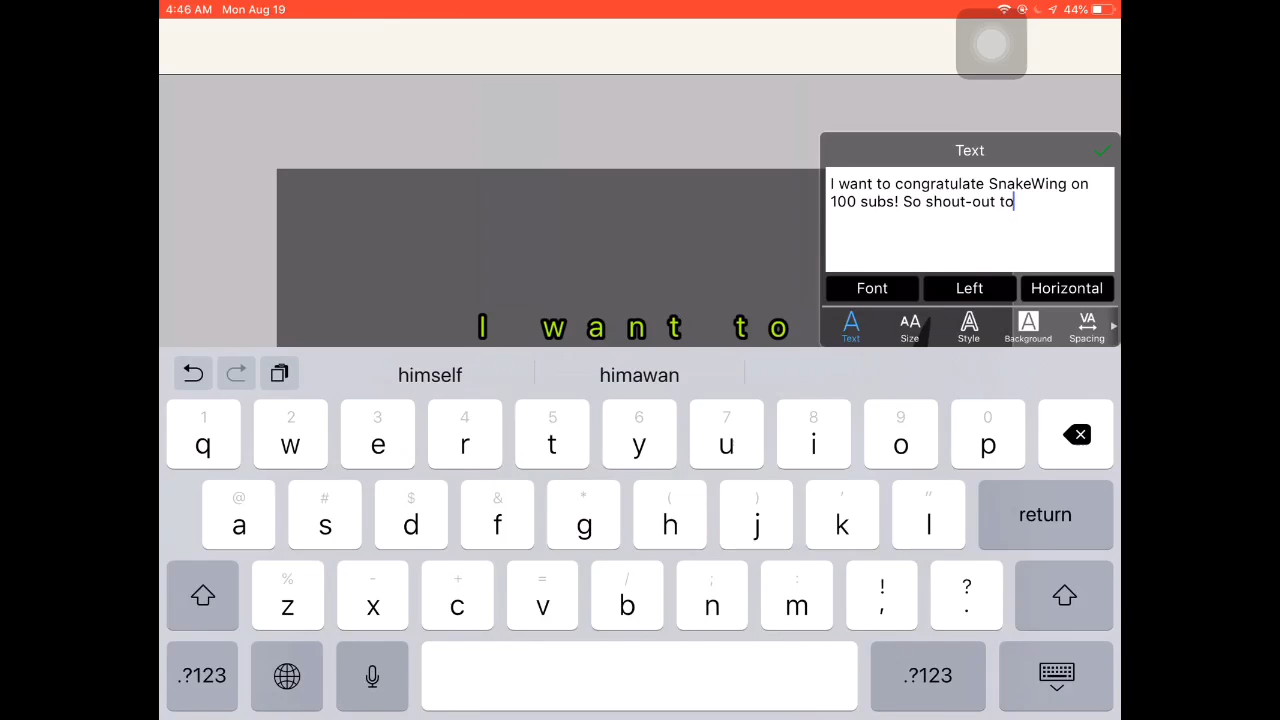 4:46 AM Mon Aug 19 44%
Text
I want to congratulate SnakeWing on
100 subs! So shout-out to
Font Left Horizontal
I want to
A AA A A VA
Text Size Style Background Spacing
himself himawan
1 2 3 4 5 6 7 8 9 0
q w e r t y u i o p
@ # $ & * ( ) ' "
a s d f g h j k l return
% - + = / ; : ! ?
z x c v b n m , .
.?123 .?123